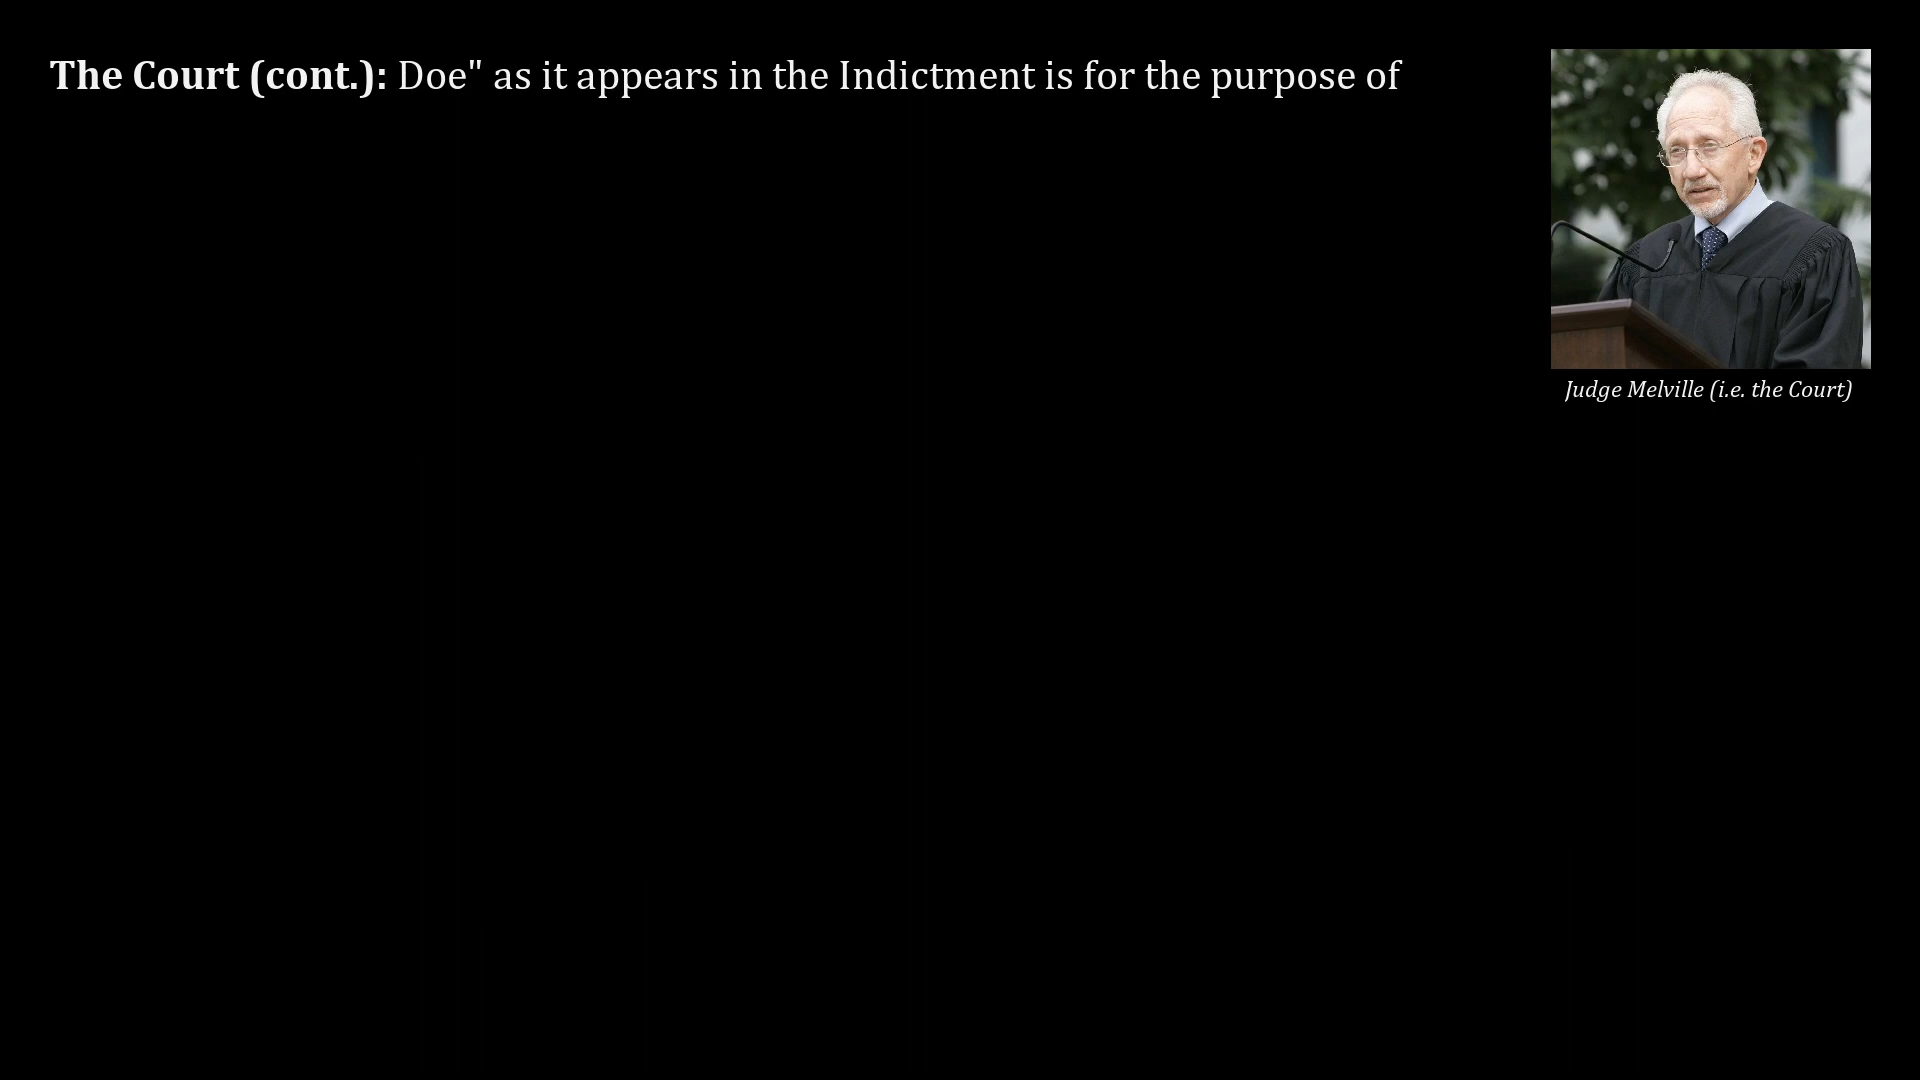 The Court (cont.): Doe" as it appears in the Indictment is for the purpose of
Judge Melville (i.e. the Court)